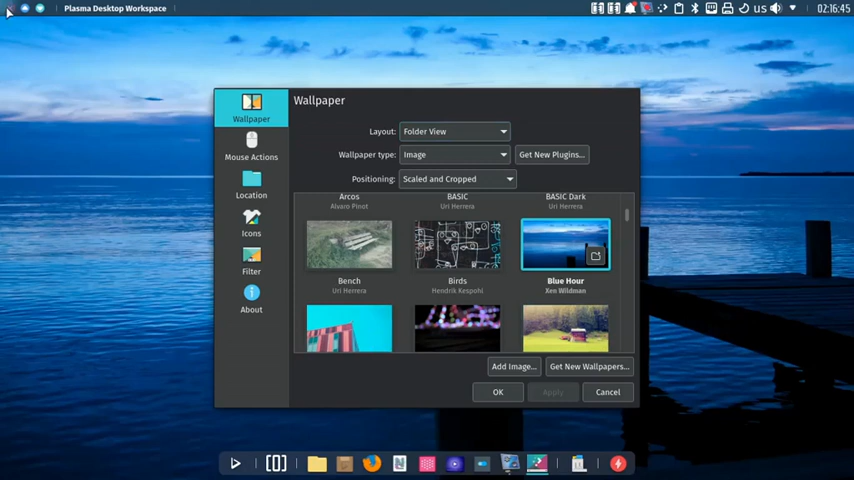 Plasma Desktop Workspace
us
02:16:45
Wallpaper
Wallpaper
Mouse Actions
Location
Icons
Filter
About
Layout: Folder View
Wallpaper type: Image Get New Plugins...
Positioning: Scaled and Cropped
Arcos BASIC BASIC Dark
Alvaro Pinot Uri Herrera Uri Herrera
Bench Birds Blue Hour
Uri Herrera Hendrik Kespohl Xen Wildman
Add Image... Get New Wallpapers...
OK Apply Cancel